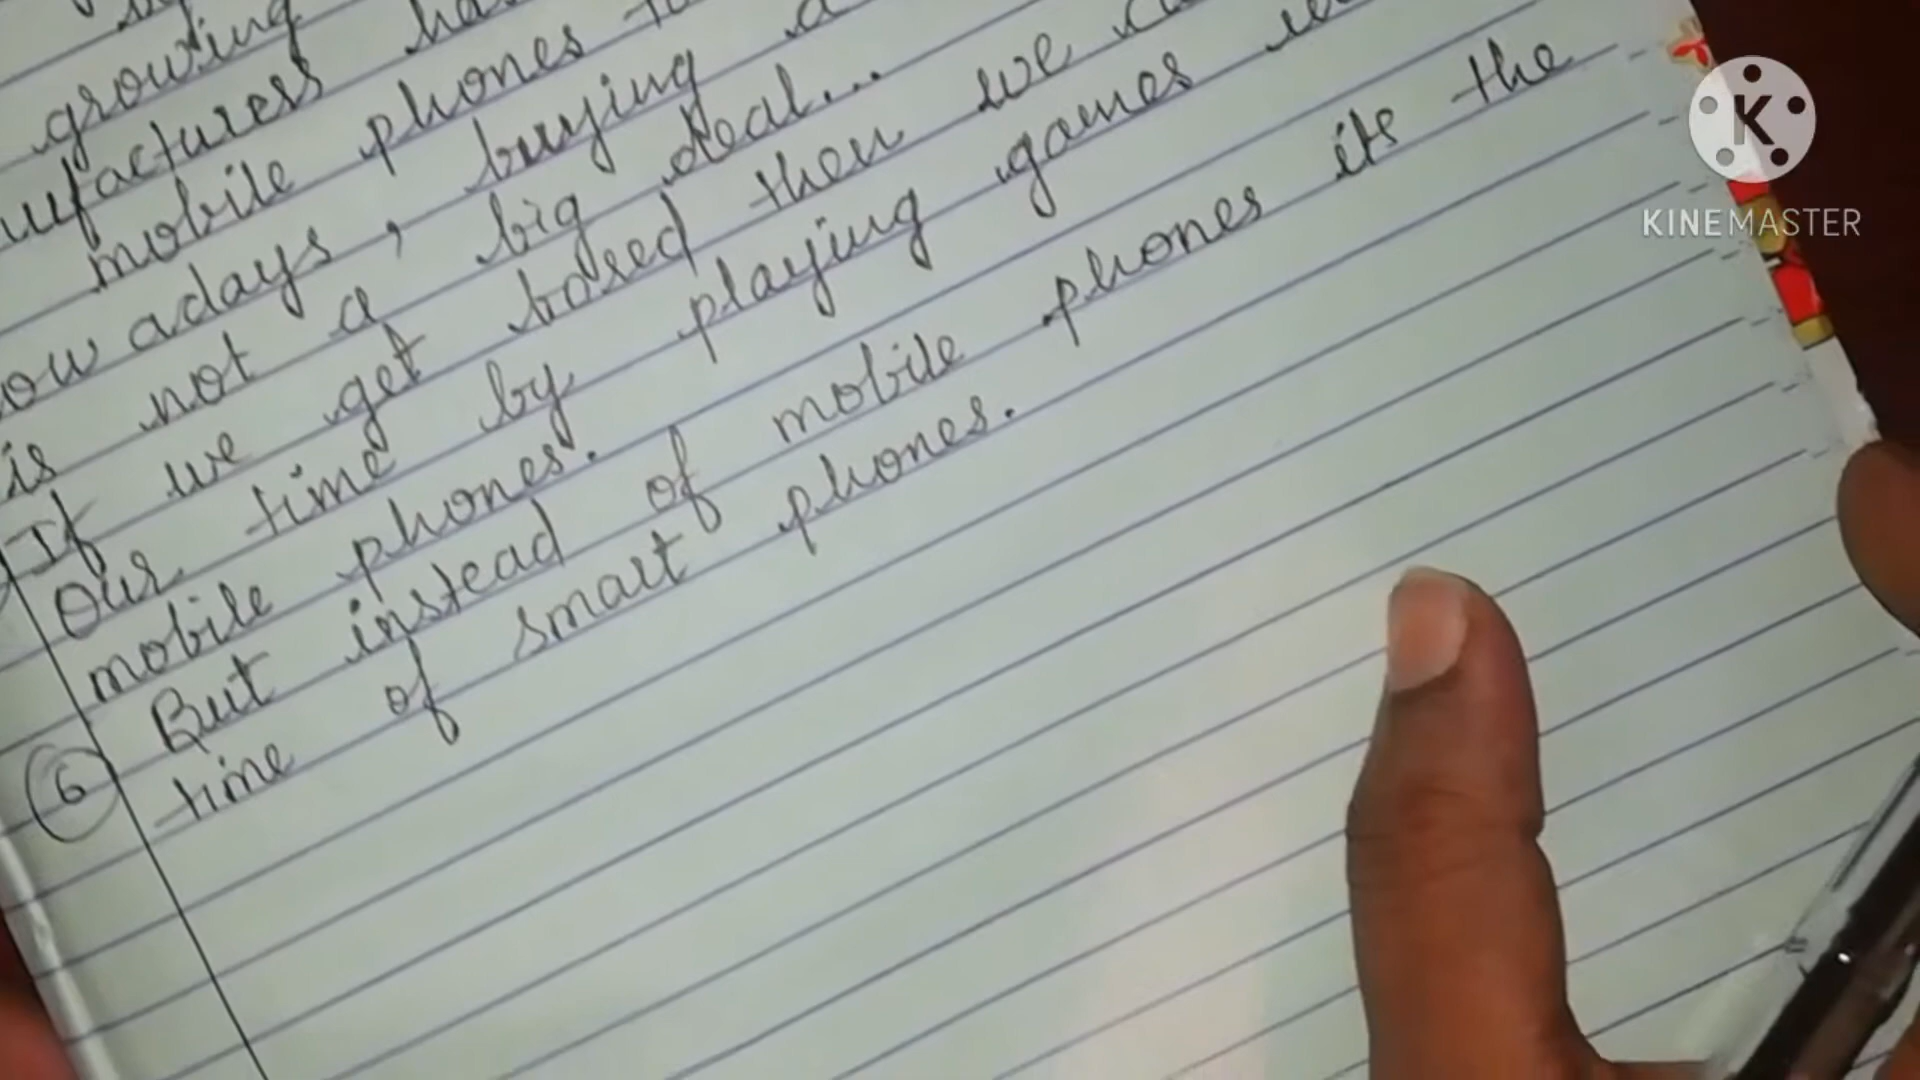 growing
ufacturers
mobile phones
ow adays, buying a
is not a big deal...
If we get bored then we
Our time by playing games
mobile phones.
6 But instead of mobile phones its the
time of smart phones.
K
KINEMASTER